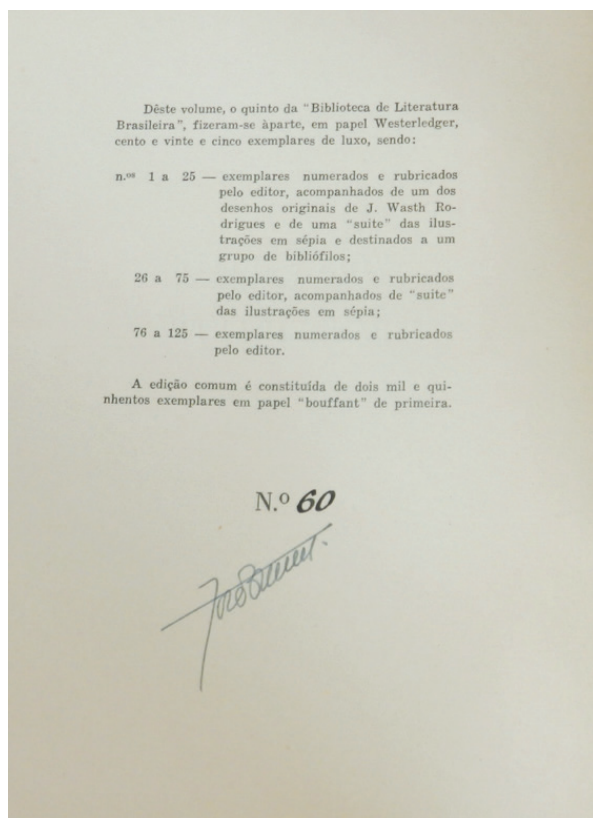 Dêste volume, o quinto da "Biblioteca de Literatura
Brasileira", fizeram-se àparte, em papel Westerledger,
cento e vinte e cinco exemplares de luxo, sendo:
n.ºs 1 a 25 — exemplares numerados e rubricados
pelo editor, acompanhados de um dos
desenhos originais de J. Wasth Ro-
drigues e de uma "suite" das ilus-
trações em sépia e destinados a um
grupo de bibliófilos;
26 a 75 — exemplares numerados e rubricados
pelo editor, acompanhados de "suite"
das ilustrações em sépia;
76 a 125 — exemplares numerados e rubricados
pelo editor.
A edição comum é constituída de dois mil e qui-
nhentos exemplares em papel "bouffant" de primeira.
N.º 60